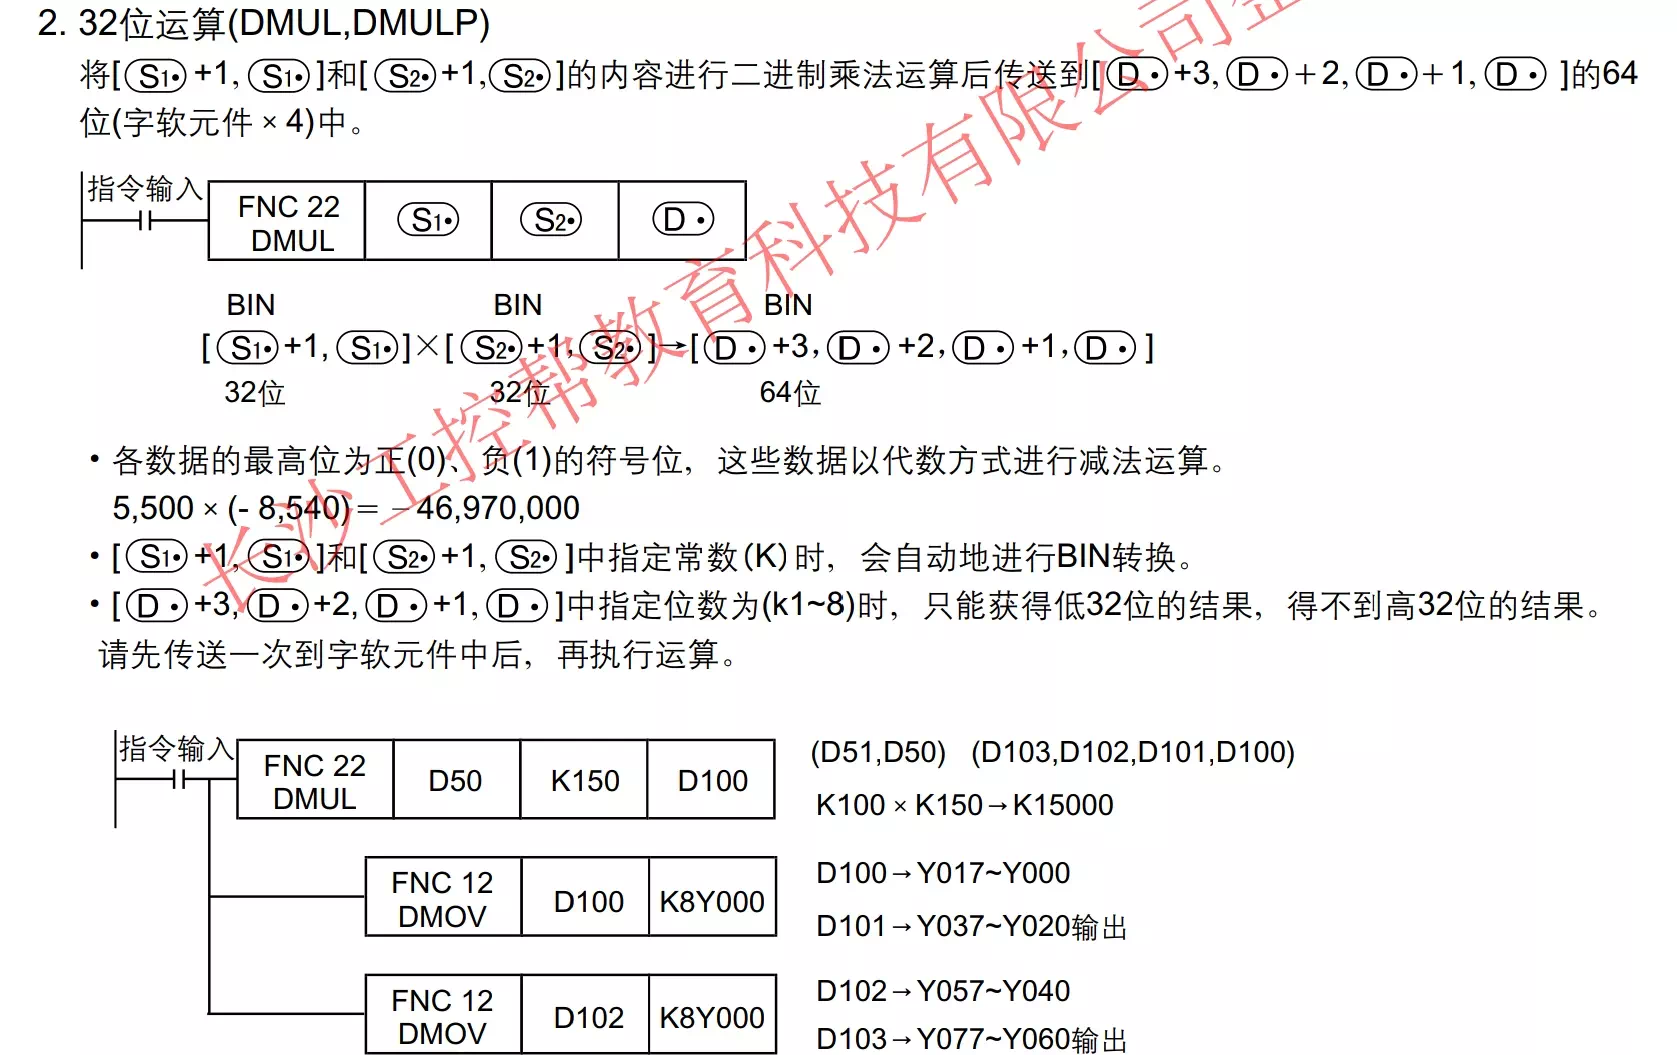 2. 32位运算(DMUL,DMULP)
将[S1•+1, S1•]和[S2•+1,S2•]的内容进行二进制乘法运算后传送到[D•+3,D•+2,D•+1,D•]的64
位(字软元件×4)中。
指令输入
FNC 22 DMUL S1• S2• D•
BIN BIN BIN
[S1•+1, S1•]×[S2•+1, S2•]→[D•+3, D•+2, D•+1, D•]
32位 32位 64位
• 各数据的最高位为正(0)、负(1)的符号位，这些数据以代数方式进行减法运算。
5,500×(- 8,540)＝－46,970,000
• [S1•+1, S1•]和[S2•+1, S2•]中指定常数(K)时，会自动地进行BIN转换。
• [D•+3, D•+2, D•+1, D•]中指定位数为(k1~8)时，只能获得低32位的结果，得不到高32位的结果。
请先传送一次到字软元件中后，再执行运算。
指令输入
FNC 22 DMUL D50 K150 D100
(D51,D50) (D103,D102,D101,D100)
K100×K150→K15000
FNC 12 DMOV D100 K8Y000
D100→Y017~Y000
D101→Y037~Y020输出
FNC 12 DMOV D102 K8Y000
D102→Y057~Y040
D103→Y077~Y060输出
长沙工控帮教育科技有限公司